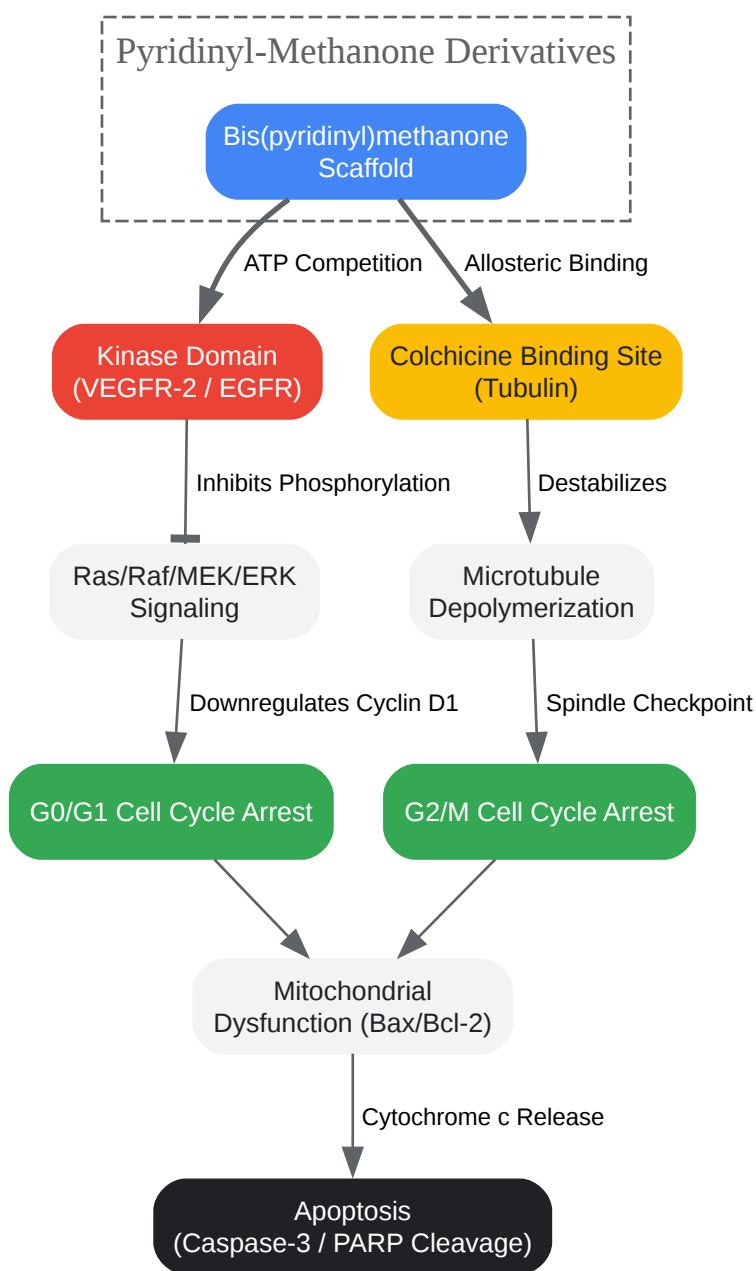 Pyridinyl-Methanone Derivatives
Bis(pyridinyl)methanone
Scaffold
ATP Competition
Allosteric Binding
Kinase Domain
(VEGFR-2 / EGFR)
Colchicine Binding Site
(Tubulin)
Inhibits Phosphorylation
Destabilizes
Ras/Raf/MEK/ERK
Signaling
Microtubule
Depolymerization
Downregulates Cyclin D1
Spindle Checkpoint
G0/G1 Cell Cycle Arrest
G2/M Cell Cycle Arrest
Mitochondrial
Dysfunction (Bax/Bcl-2)
Cytochrome c Release
Apoptosis
(Caspase-3 / PARP Cleavage)